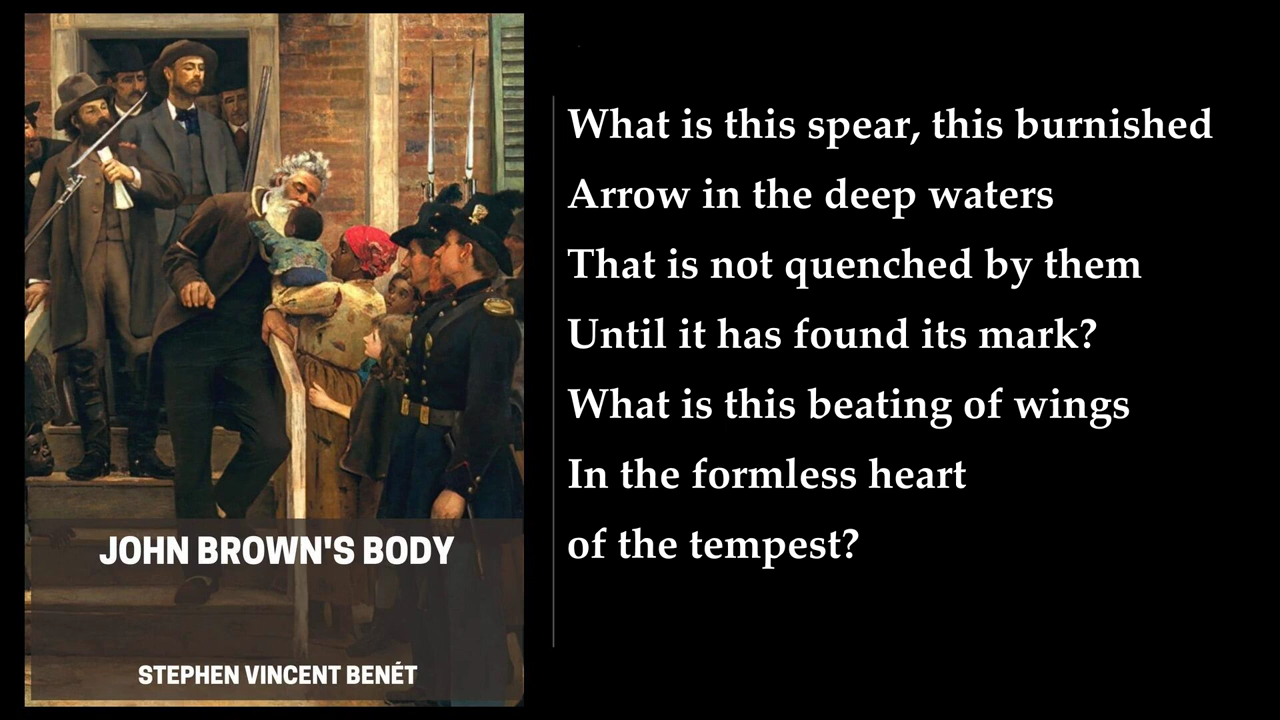 JOHN BROWN'S BODY
STEPHEN VINCENT BENÉT
What is this spear, this burnished
Arrow in the deep waters
That is not quenched by them
Until it has found its mark?
What is this beating of wings
In the formless heart
of the tempest?